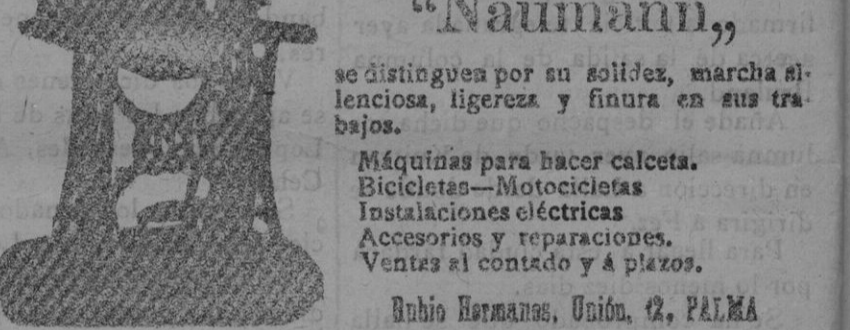 “Naumann„
se distinguen por su solidez, marcha si-
lenciosa, ligereza y finura en sus tra
bajos.
Máquinas para hacer calceta.
Bicicletas—Motocicletas
Instalaciones eléctricas
Accesorios y reparaciones.
Ventas al contado y á plazos.
Rubio Hermanas, Unión, 12, PALMA